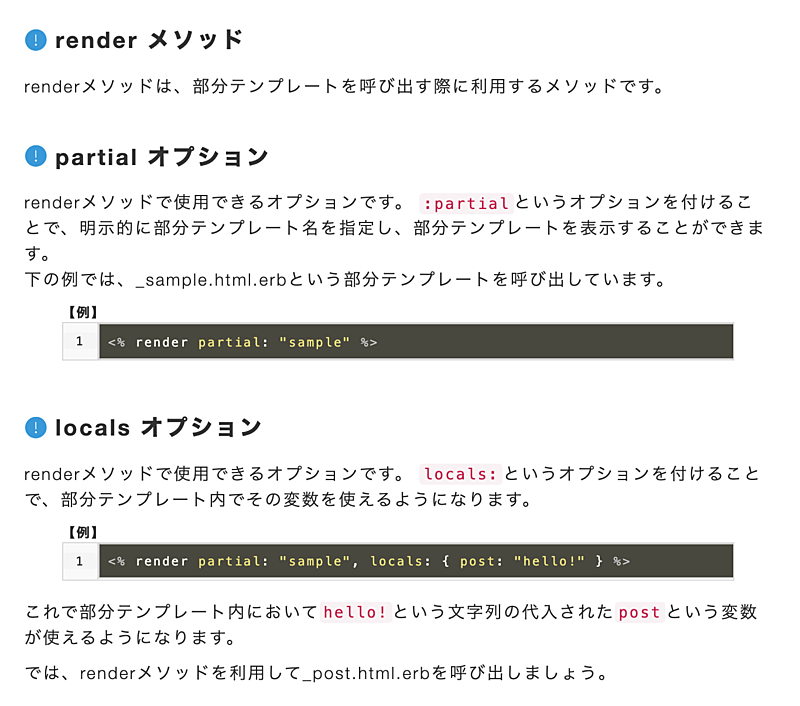 render メソッド
renderメソッドは、部分テンプレートを呼び出す際に利用するメソッドです。
partial オプション
renderメソッドで使用できるオプションです。 :partialというオプションを付けるこ
とで、明示的に部分テンプレート名を指定し、部分テンプレートを表示することができま
す。
下の例では、_sample.html.erbという部分テンプレートを呼び出しています。
【例】
1 <% render partial: "sample" %>
locals オプション
renderメソッドで使用できるオプションです。 locals:というオプションを付けること
で、部分テンプレート内でその変数を使えるようになります。
【例】
1 <% render partial: "sample", locals: { post: "hello!" } %>
これで部分テンプレート内においてhello!という文字列の代入されたpostという変数
が使えるようになります。
では、renderメソッドを利用して_post.html.erbを呼び出しましょう。